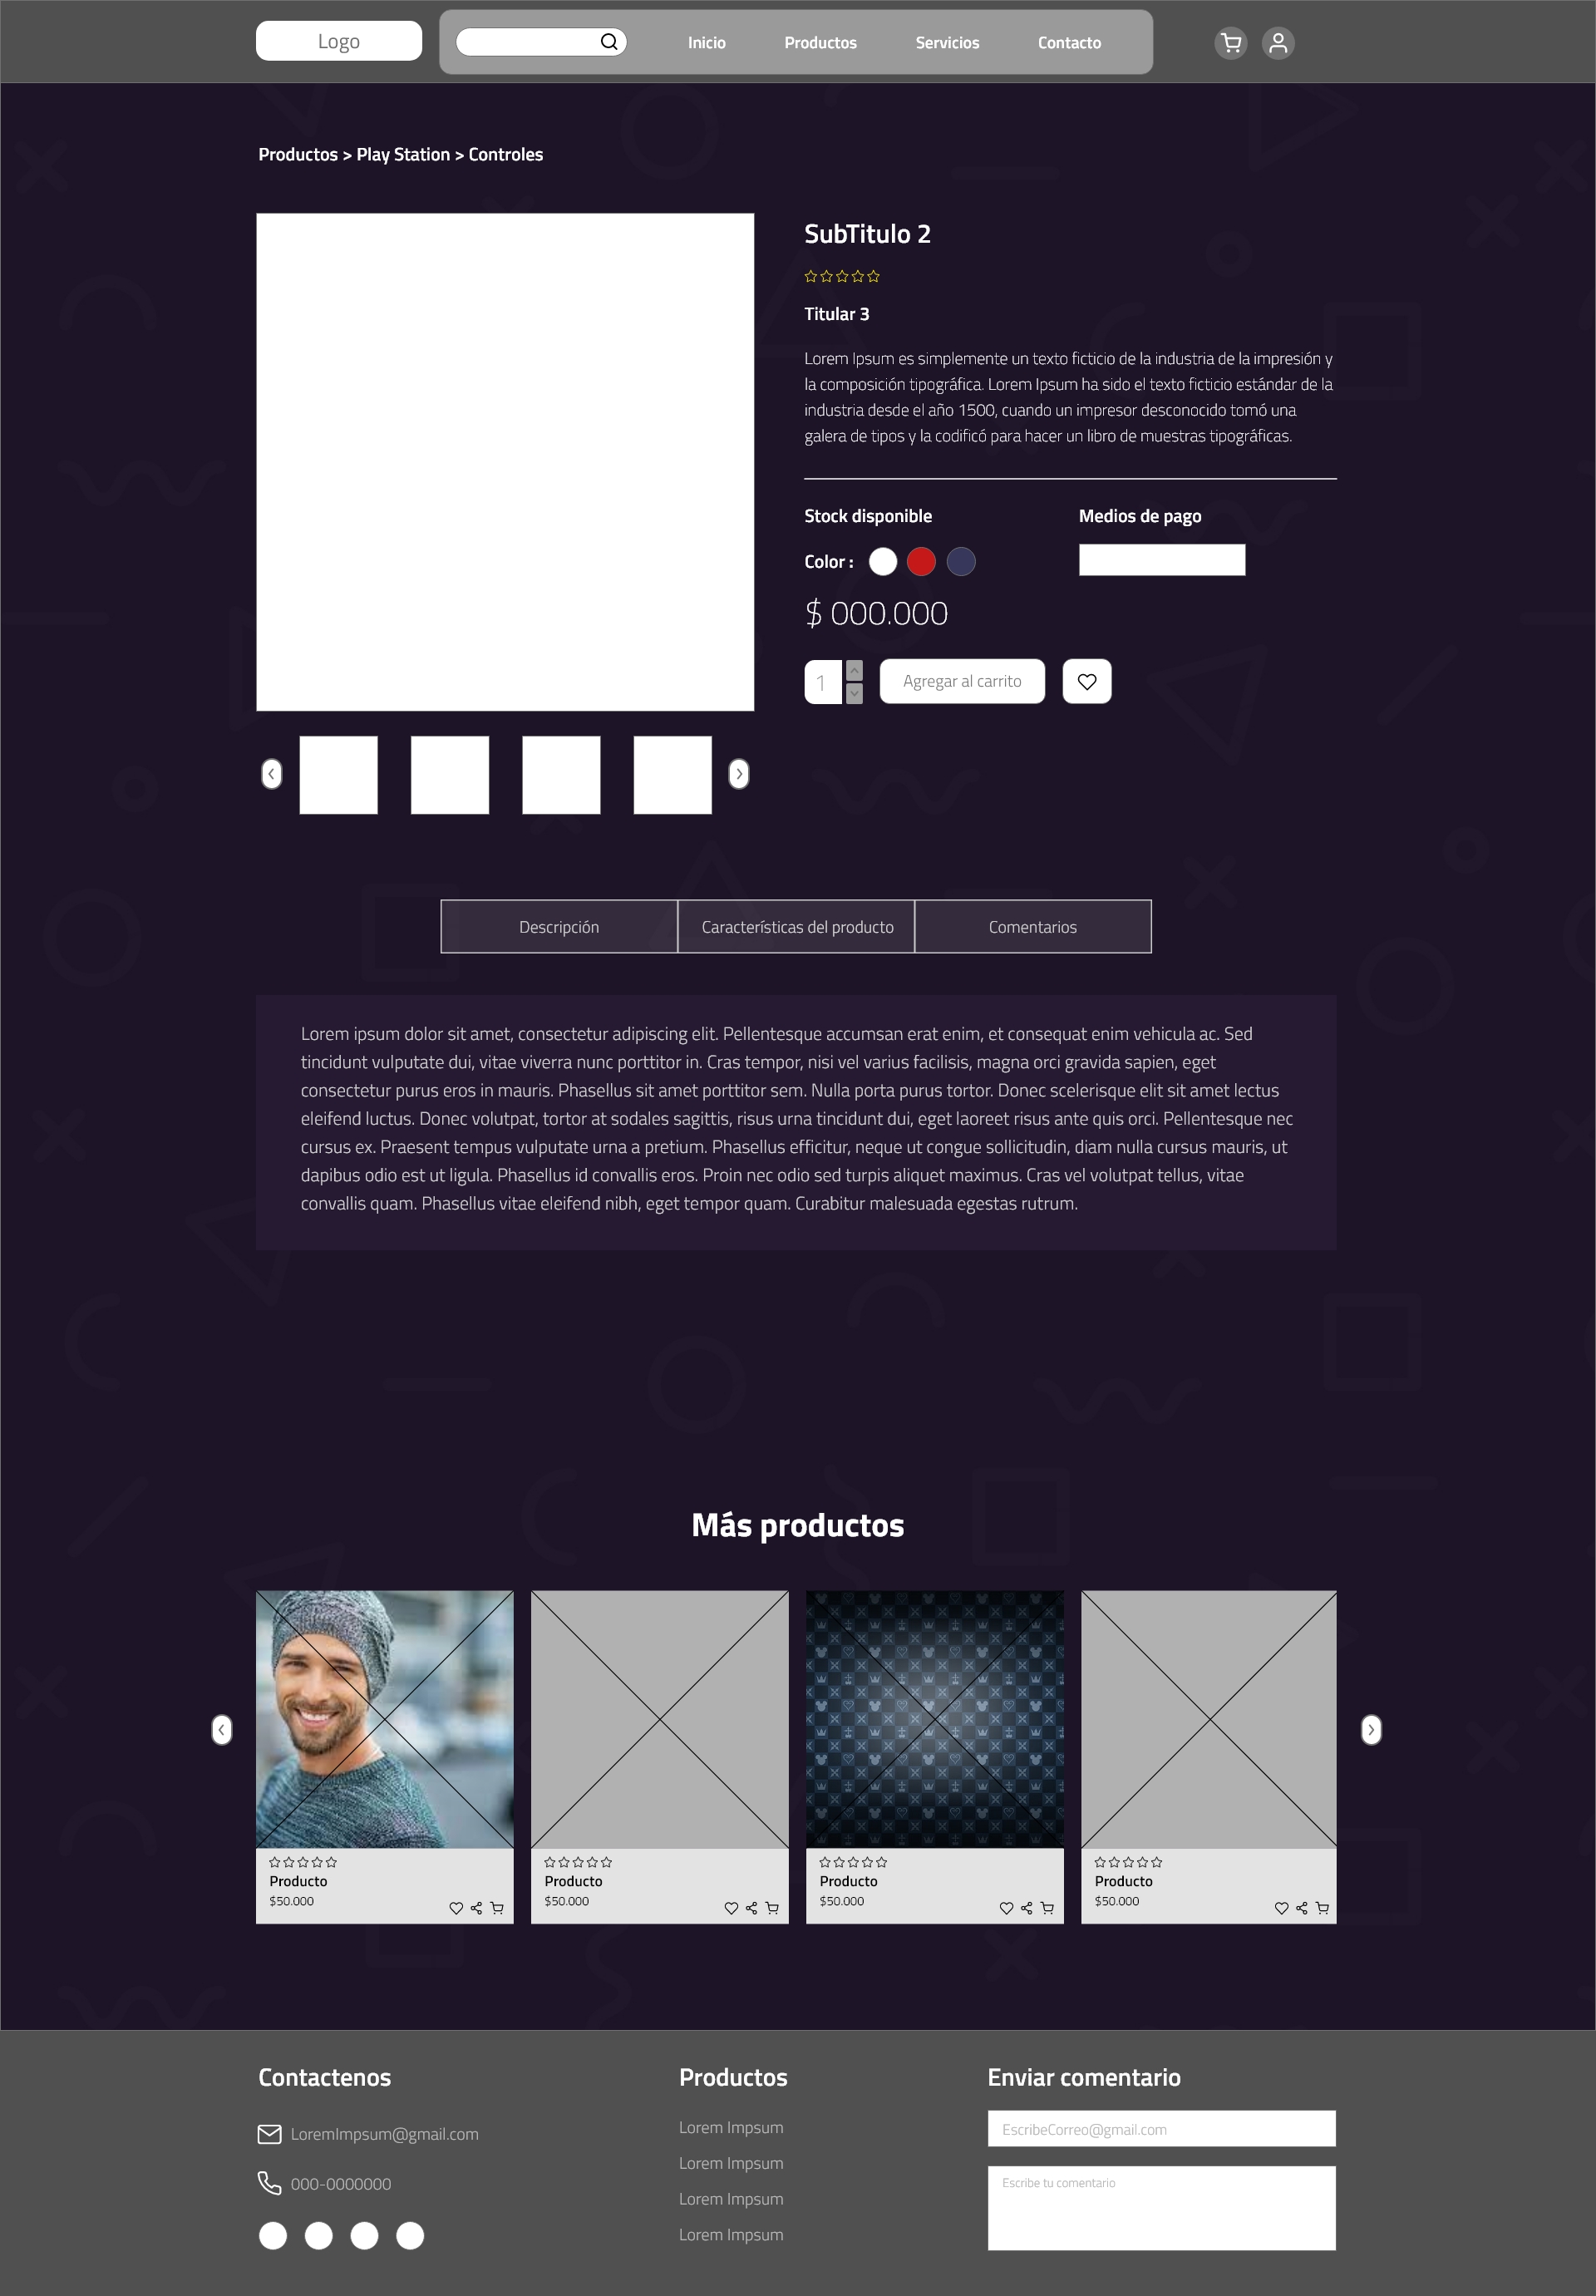 Logo
Inicio
Productos
Servicios
Contacto
Productos > Play Station > Controles
SubTitulo 2
Titular 3
Lorem Ipsum es simplemente un texto ficticio de la industria de la impresión y
la composición tipográfica. Lorem Ipsum ha sido el texto ficticio estándar de la
industria desde el año 1500, cuando un impresor desconocido tomó una
galera de tipos y la codificó para hacer un libro de muestras tipográficas.
Stock disponible
Medios de pago
Color :
$ 000.000
1
Agregar al carrito
Descripción
Características del producto
Comentarios
Lorem ipsum dolor sit amet, consectetur adipiscing elit. Pellentesque accumsan erat enim, et consequat enim vehicula ac. Sed
tincidunt vulputate dui, vitae viverra nunc porttitor in. Cras tempor, nisi vel varius facilisis, magna orci gravida sapien, eget
consectetur purus eros in mauris. Phasellus sit amet porttitor sem. Nulla porta purus tortor. Donec scelerisque elit sit amet lectus
eleifend luctus. Donec volutpat, tortor at sodales sagittis, risus urna tincidunt dui, eget laoreet risus ante quis orci. Pellentesque nec
cursus ex. Praesent tempus vulputate urna a pretium. Phasellus efficitur, neque ut congue sollicitudin, diam nulla cursus mauris, ut
dapibus odio est ut ligula. Phasellus id convallis eros. Proin nec odio sed turpis aliquet maximus. Cras vel volutpat tellus, vitae
convallis quam. Phasellus vitae eleifend nibh, eget tempor quam. Curabitur malesuada egestas rutrum.
Más productos
Producto
$50.000
Producto
$50.000
Producto
$50.000
Producto
$50.000
Contactenos
LoremImpsum@gmail.com
000-0000000
Productos
Lorem Impsum
Lorem Impsum
Lorem Impsum
Lorem Impsum
Enviar comentario
EscribeCorreo@gmail.com
Escribe tu comentario